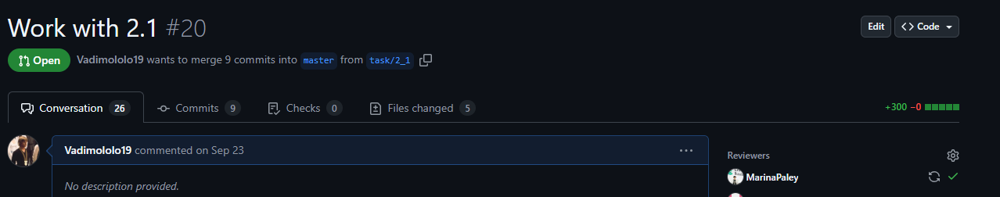 Work with 2.1 #20
Edit
Code
Open
Vadimololo19 wants to merge 9 commits into master from task/2_1
Conversation 26
Commits 9
Checks 0
Files changed 5
+300 −0
Vadimololo19 commented on Sep 23
No description provided.
Reviewers
MarinaPaley